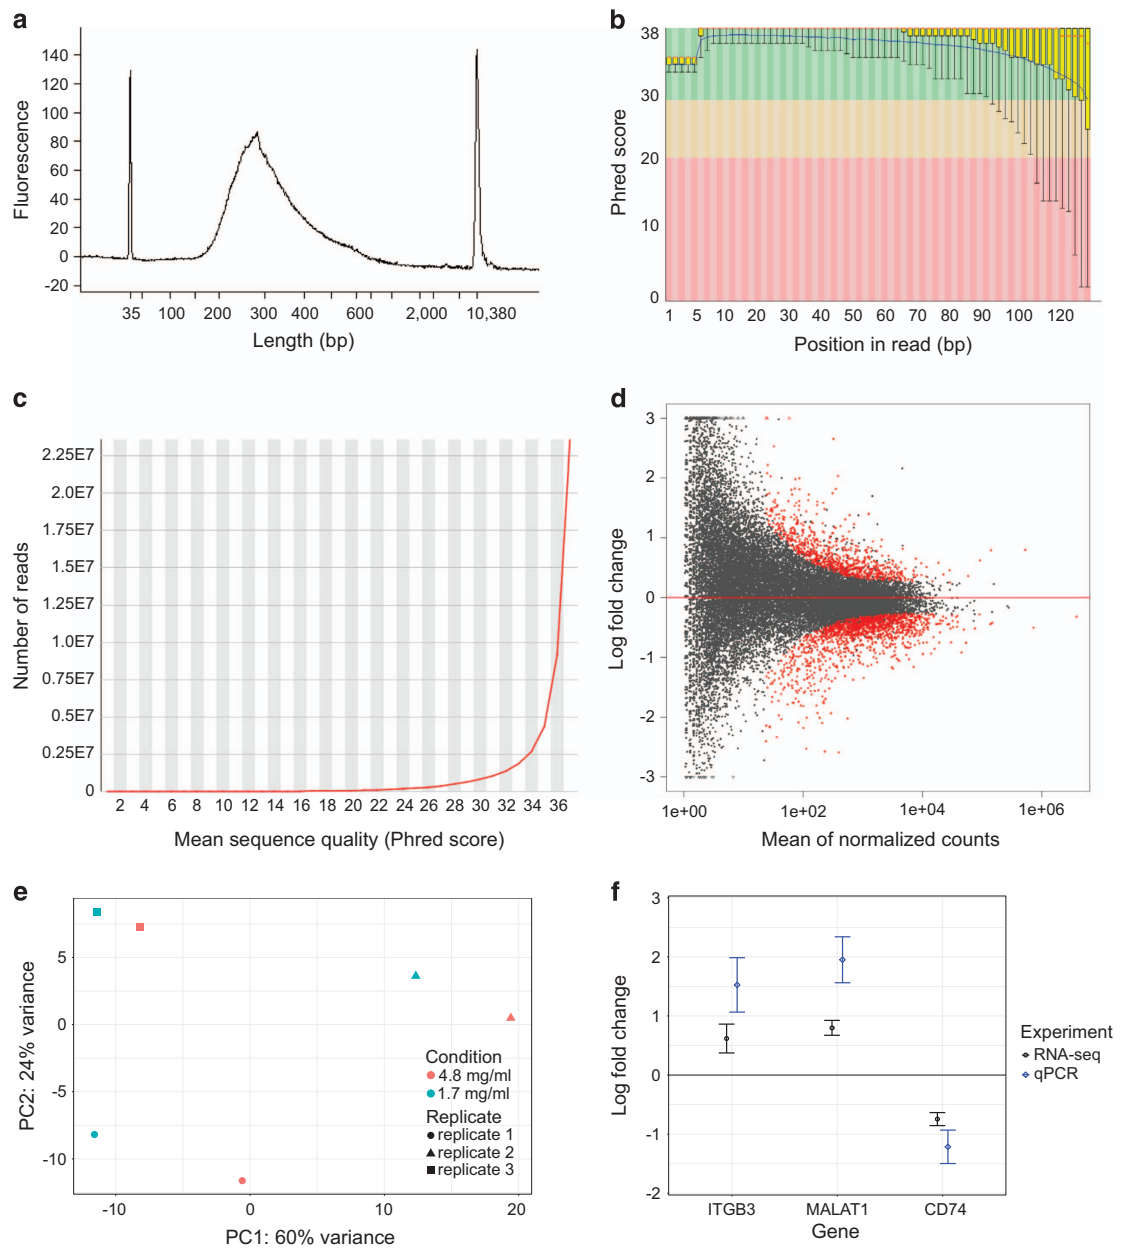 a
Fluorescence
140
120
100
80
60
40
20
0
-20
35 100 200 300 400 600 2,000 10,380
Length (bp)
b
Phred score
38
30
20
10
0
1 5 10 20 30 40 50 60 70 80 90 100 120
Position in read (bp)
c
Number of reads
2.25E7
2.0E7
1.75E7
1.5E7
1.25E7
1.0E7
0.75E7
0.5E7
0.25E7
0
2 4 6 8 10 12 14 16 18 20 22 24 26 28 30 32 34 36
Mean sequence quality (Phred score)
d
Log fold change
3
2
1
0
-1
-2
-3
1e+00 1e+02 1e+04 1e+06
Mean of normalized counts
e
PC2: 24% variance
5
0
-5
-10
-10 0 10 20
PC1: 60% variance
Condition
4.8 mg/ml
1.7 mg/ml
Replicate
replicate 1
replicate 2
replicate 3
f
Log fold change
3
2
1
0
-1
-2
ITGB3 MALAT1 CD74
Gene
Experiment
RNA-seq
qPCR